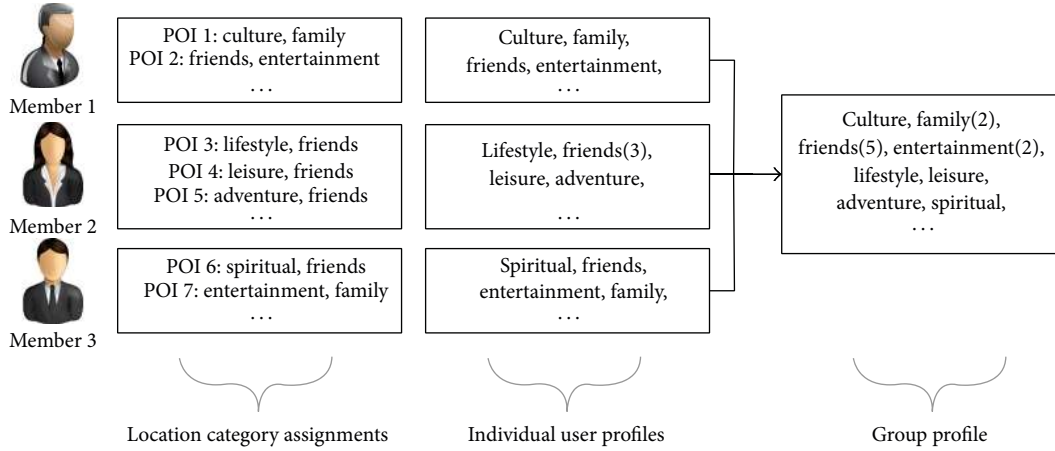 POI 1: culture, family
POI 2: friends, entertainment
. . .
Member 1
Culture, family,
friends, entertainment,
. . .
POI 3: lifestyle, friends
POI 4: leisure, friends
POI 5: adventure, friends
. . .
Member 2
Lifestyle, friends(3),
leisure, adventure,
. . .
POI 6: spiritual, friends
POI 7: entertainment, family
. . .
Member 3
Spiritual, friends,
entertainment, family,
. . .
Culture, family(2),
friends(5), entertainment(2),
lifestyle, leisure,
adventure, spiritual,
. . .
Location category assignments
Individual user profiles
Group profile